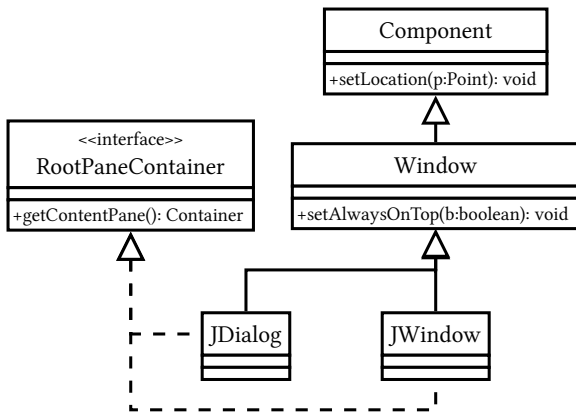 Component
+setLocation(p:Point): void
<<interface>>
RootPaneContainer
+getContentPane(): Container
Window
+setAlwaysOnTop(b:boolean): void
JDialog
JWindow